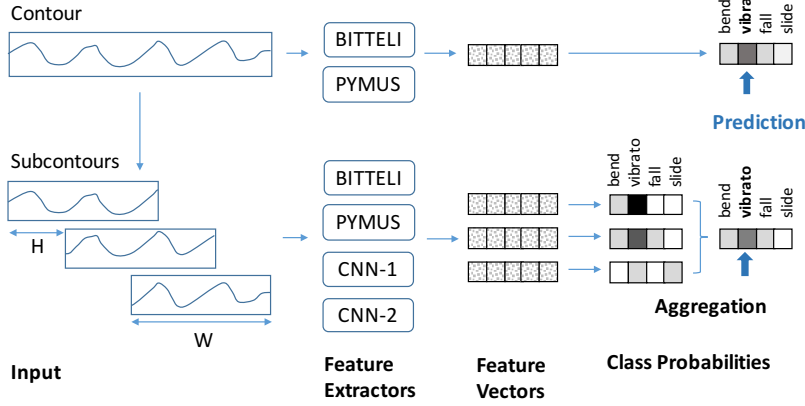 Contour
BITTELI
PYMUS
bend
vibra
fall
slide
Prediction
Subcontours
H
W
BITTELI
PYMUS
CNN-1
CNN-2
bend
vibrato
fall
slide
bend
vibrato
fall
slide
Aggregation
Input
Feature
Extractors
Feature
Vectors
Class Probabilities